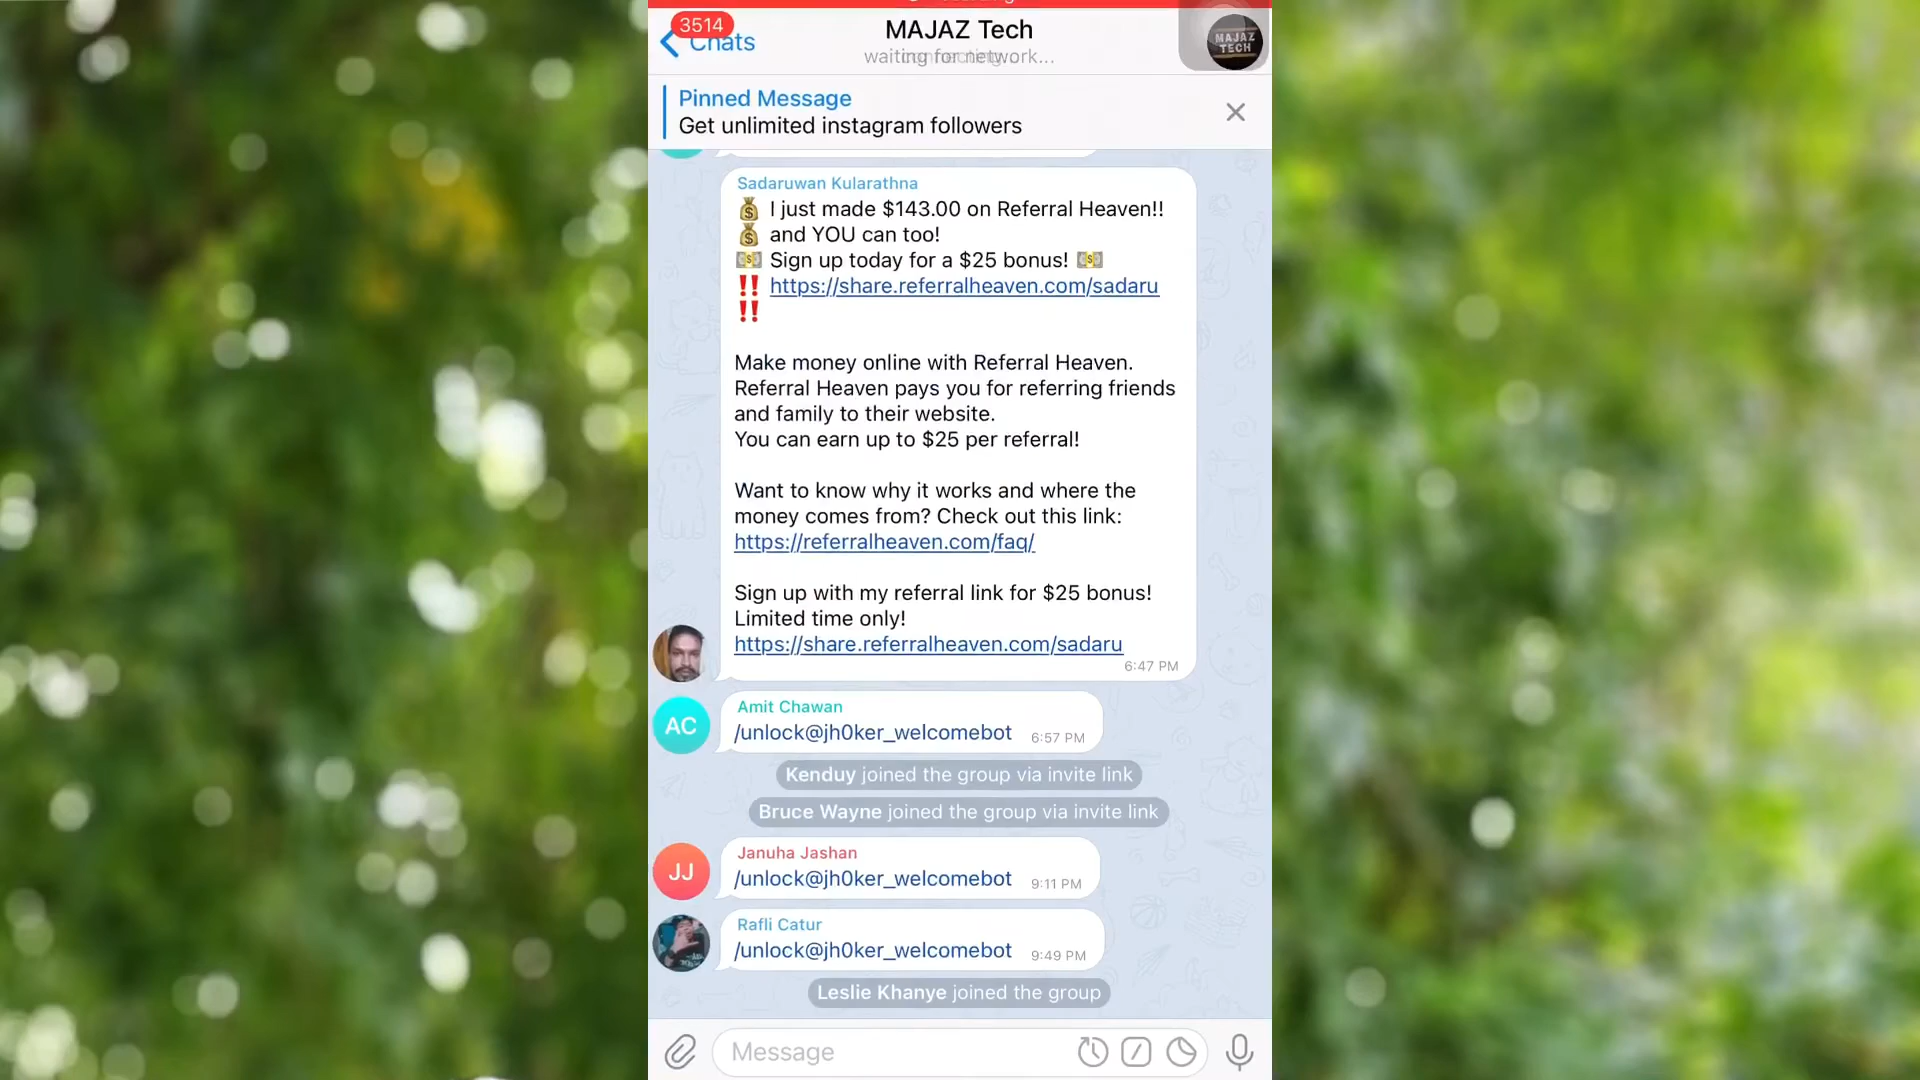 3514
Chats
MAJAZ Tech
waiting for network...
MAJAZ
TECH
Pinned Message
Get unlimited instagram followers
Sadaruwan Kularathna
💰 I just made $143.00 on Referral Heaven!!
💰 and YOU can too!
💵 Sign up today for a $25 bonus! 💵
‼️ https://share.referralheaven.com/sadaru
‼️
Make money online with Referral Heaven.
Referral Heaven pays you for referring friends
and family to their website.
You can earn up to $25 per referral!
Want to know why it works and where the
money comes from? Check out this link:
https://referralheaven.com/faq/
Sign up with my referral link for $25 bonus!
Limited time only!
https://share.referralheaven.com/sadaru
6:47 PM
AC
Amit Chawan
/unlock@jh0ker_welcomebot 6:57 PM
Kenduy joined the group via invite link
Bruce Wayne joined the group via invite link
JJ
Januha Jashan
/unlock@jh0ker_welcomebot 9:11 PM
Rafli Catur
/unlock@jh0ker_welcomebot 9:49 PM
Leslie Khanye joined the group
Message